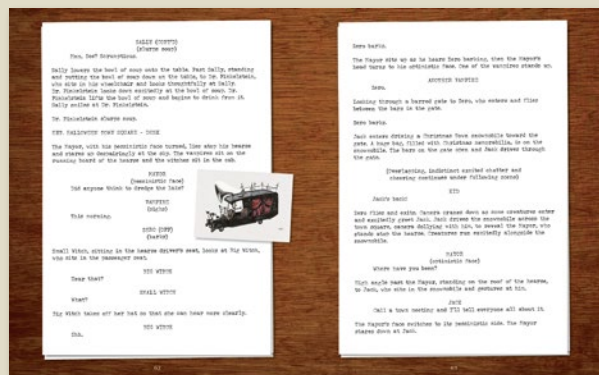 SALLY (CONT'D)
(slurps soup)
See? Scrumptious.
Sally lowers the bowl of soup onto the table. Past Sally, standing
and putting the bowl of soup down on the table, to Dr. Finkelstein,
who sits in his wheelchair and looks thoughtfully at Sally.
Dr. Finkelstein looks down excitedly at the bowl of soup.
Dr. Finkelstein lifts the bowl of soup and begins to drink from it.
Sally smiles at Dr. Finkelstein.
Dr. Finkelstein slurps soup.
EXT. HALLOWEEN TOWN SQUARE - DUSK
The Mayor, with his pessimistic face turned, lies atop his hearse
and stares up despairingly at the sky. The vampires sit on the
running board of the hearse and the witches sit in the cab.
MAYOR
(pessimistic face)
Did anyone think to dredge the lake?
VAMPIRE
(sighs)
This morning.
ZERO (OFF)
(barks)
Small Witch, sitting in the hearse driver's seat, looks at Big Witch,
who sits in the passenger seat.
BIG WITCH
Hear that?
SMALL WITCH
What?
Big Witch takes off her hat so that she can hear more clearly.
BIG WITCH
62
Zero barks.
The Mayor sits up as he hears Zero barking, then the Mayor's
head turns to his optimistic face. One of the vampires stands up.
ANOTHER VAMPIRE
Zero.
Looking through a barred gate to Zero, who enters and flies
between the bars in the gate.
Zero barks.
Jack enters driving a Christmas Town snowmobile toward the
gate. A huge bag, filled with Christmas memorabilia, is on the
snowmobile. The bars on the gate open and Jack drives through
the gate.
(Overlapping, indistinct excited chatter and
cheering continues under following scene)
KID
Jack's back!
Zero flies and exits. Camera cranes down as more creatures enter
and excitedly greet Jack. Jack drives the snowmobile across the
town square, camera dollying with him, to reveal the Mayor, who
stands atop the hearse. Creatures run excitedly alongside the
snowmobile.
MAYOR
(optimistic face)
Where have you been?
High angle past the Mayor, standing on the roof of the hearse,
to Jack, who sits in the snowmobile and gestures at him.
JACK
Call a town meeting and I'll tell everyone all about it.
The Mayor's face switches to its pessimistic side. The Mayor
stares down at Jack.
63